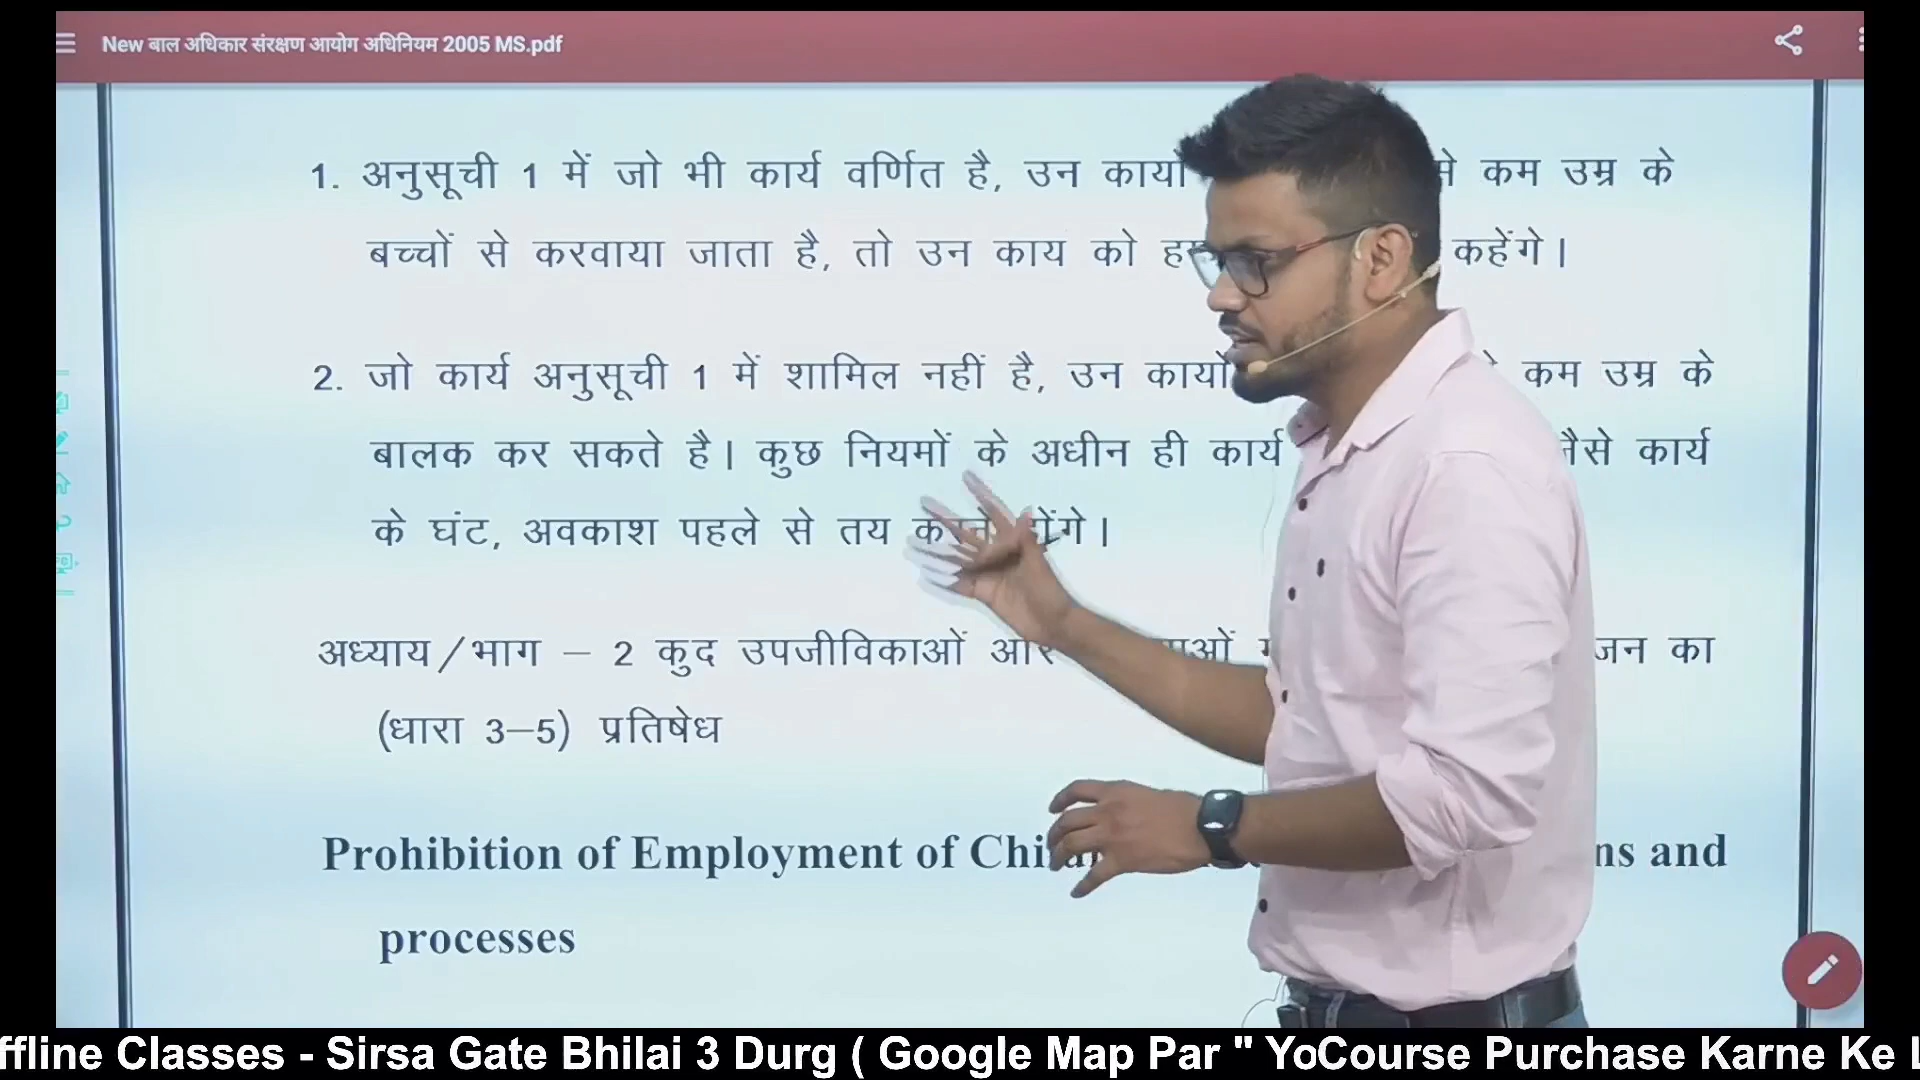 New बाल अधिकार संरक्षण आयोग अधिनियम 2005 MS.pdf
1. अनुसूची 1 में जो भी कार्य वर्णित है, उन कार्यो से कम उम्र के
बच्चों से करवाया जाता है, तो उन काय को कहेंगे।
2. जो कार्य अनुसूची 1 में शामिल नहीं है, उन कार्यो कम उम्र के
बालक कर सकते है। कुछ नियमों के अधीन ही कार्य जैसे कार्य
के घंट, अवकाश पहले से तय करने होंगे।
अध्याय/भाग – 2 कुद उपजीविकाओं और का
(धारा 3–5) प्रतिषेध
Prohibition of Employment of and
processes
ffline Classes - Sirsa Gate Bhilai 3 Durg ( Google Map Par " YoCourse Purchase Karne Ke